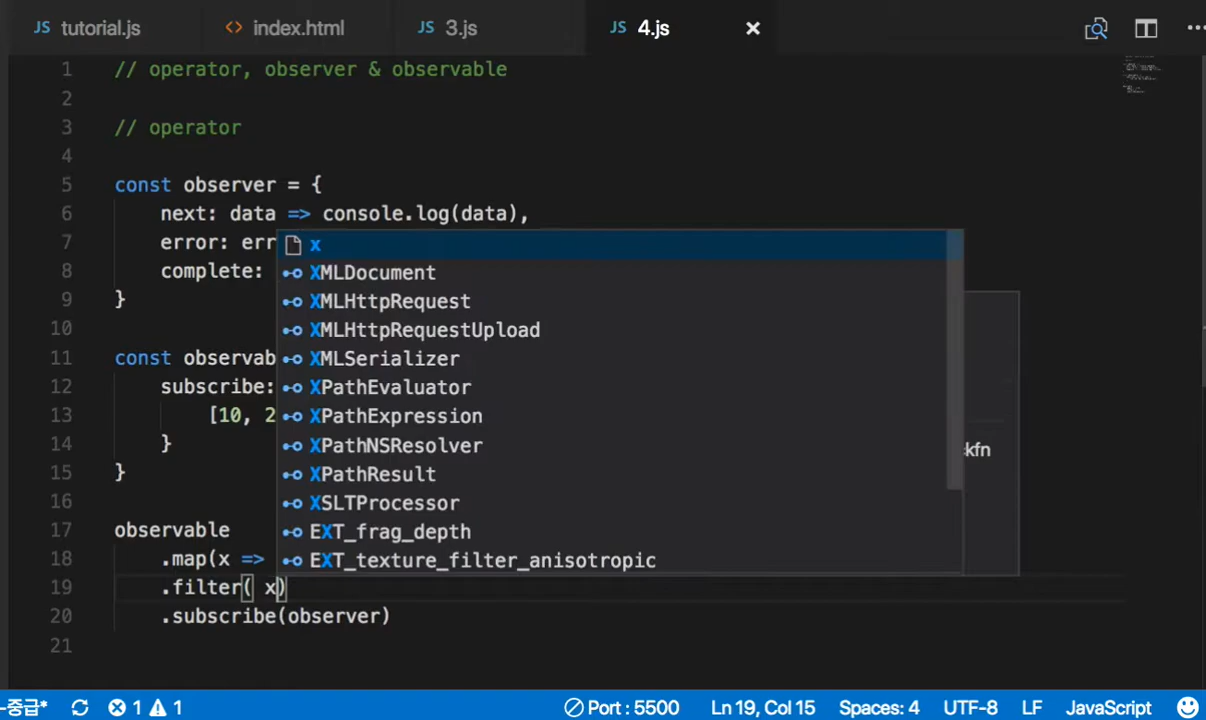 JS tutorial.js <> index.html JS 3.js JS 4.js
1 // operator, observer & observable
2
3 // operator
4
5 const observer = {
6 next: data => console.log(data),
7 error: err
8 complete:
9 }
10
11 const observab
12 subscribe:
13 [10, 2
14 }
15 }
16
17 observable
18 .map(x =>
19 .filter( x)
20 .subscribe(observer)
21
x
XMLDocument
XMLHttpRequest
XMLHttpRequestUpload
XMLSerializer
XPathEvaluator
XPathExpression
XPathNSResolver
XPathResult
XSLTProcessor
EXT_frag_depth
EXT_texture_filter_anisotropic
ckfn
-중급* 1 1 Port : 5500 Ln 19, Col 15 Spaces: 4 UTF-8 LF JavaScript